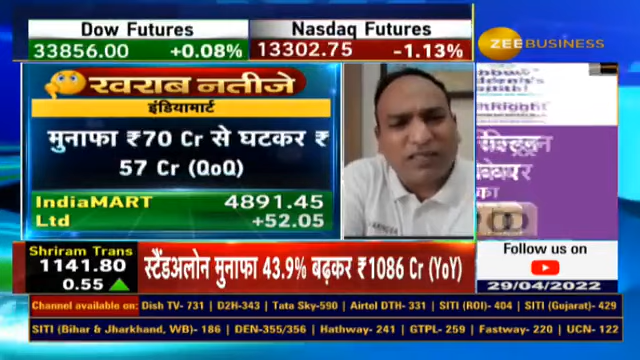 Dow Futures
33856.00 +0.08%
Nasdaq Futures
13302.75 -1.13%
ZEEBUSINESS
खराब नतीजे
इंडियामार्ट
मुनाफा ₹70 Cr से घटकर ₹
57 Cr (QoQ)
IndiaMART 4891.45
Ltd +52.05
Shriram Trans
1141.80
0.55
स्टैंडअलोन मुनाफा 43.9% बढ़कर ₹1086 Cr (YoY)
Follow us on
29/04/2022
Channel available on: Dish TV- 731 | D2H-343 | Tata Sky-590 | Airtel DTH- 331 | SITI (ROI)- 404 | SITI (Gujarat)- 429
SITI (Bihar & Jharkhand, WB)- 186 | DEN-355/356 | Hathway- 241 | GTPL- 259 | Fastway- 220 | UCN- 122